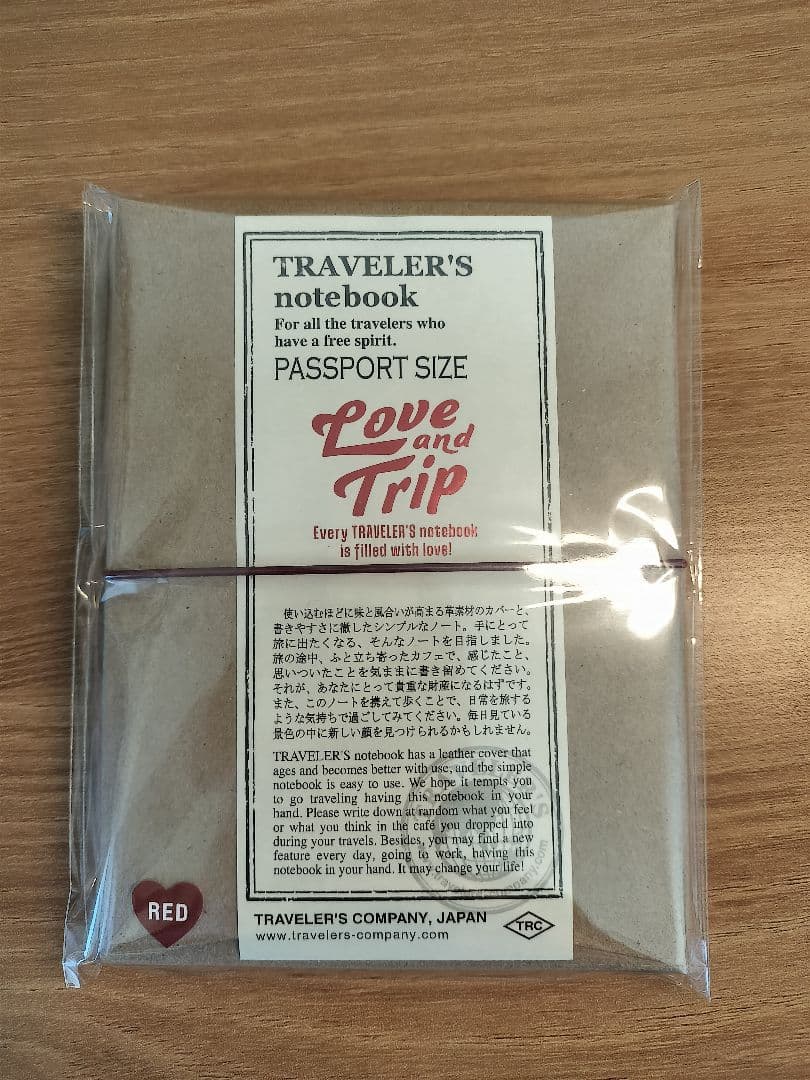 TRAVELER'S
notebook
For all the travelers who
have a free spirit.
PASSPORT SIZE
Love
and
Trip
Every TRAVELER'S notebook
is filled with love!
使い込むほどに味と風合いが高まる革素材のカバーと、
書きやすさに徹したシンプルなノート。手にとって
旅に出たくなる、そんなノートを目指しました。
旅の途中、ふと立ち寄ったカフェで、感じたこと、
思いついたことを気ままに書き留めてください。
それが、あなたにとって貴重な財産になるはずです。
また、このノートを携えて歩くことで、日常を旅する
ような気持ちで過ごしてみてください。毎日見ている
景色の中に新しい顔を見つけられるかもしれません。
TRAVELER'S notebook has a leather cover that
ages and becomes better with use, and the simple
notebook is easy to use. We hope it tempts you
to go traveling having this notebook in your
hand. Please write down at random what you feel
or what you think in the café you dropped into
during your travels. Besides, you may find a new
feature every day, going to work, having this
notebook in your hand. It may change your life!
RED
TRAVELER'S COMPANY, JAPAN
www.travelers-company.com
TRC